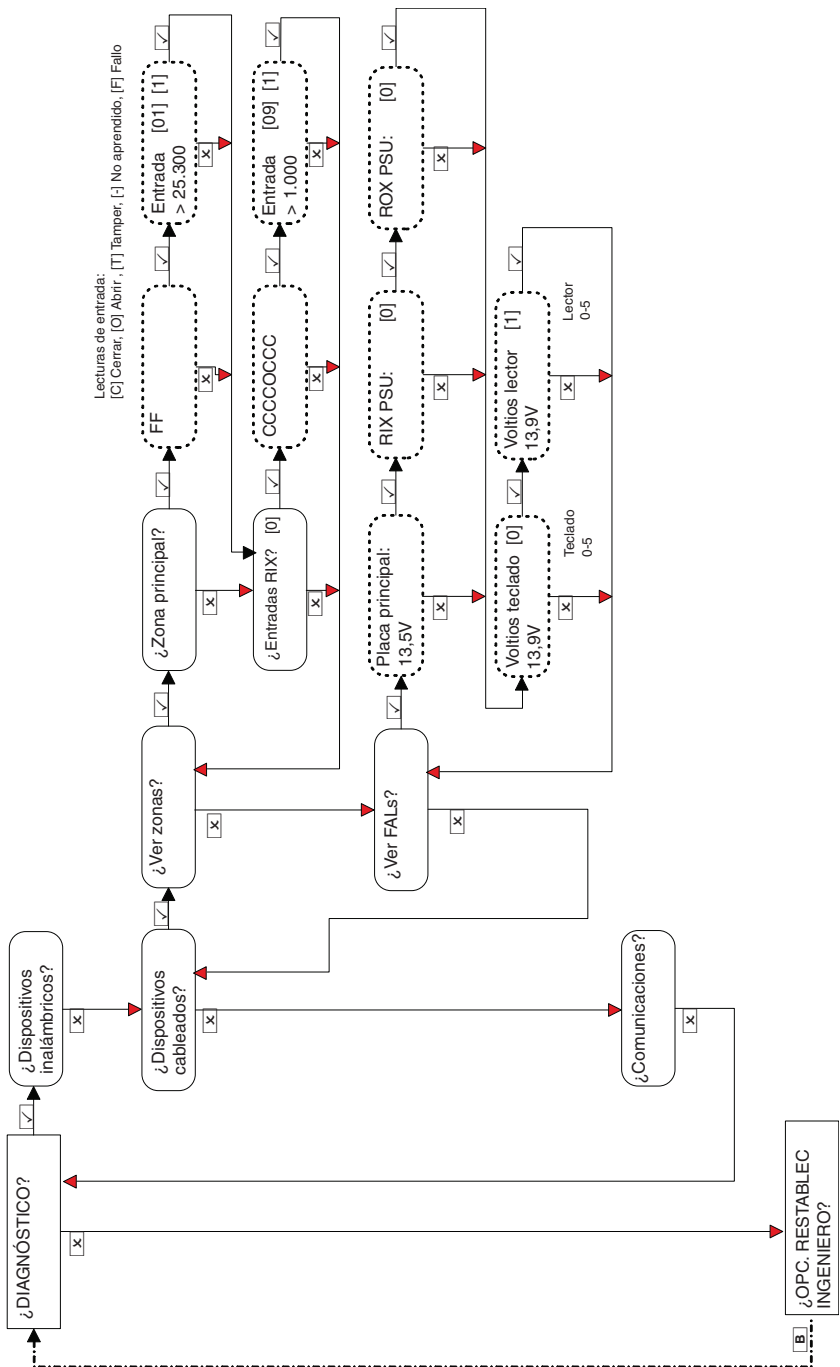 Lecturas de entrada:
[C] Cerrar, [O] Abrir , [T] Tamper, [-] No aprendido, [F] Fallo
¿DIAGNÓSTICO?
¿Dispositivos
inalámbricos?
¿Dispositivos
cableados?
¿Ver zonas?
¿Zona principal?
FF
Entrada [01] [1]
> 25.300
¿Entradas RIX? [0]
CCCCOCCC
Entrada [09] [1]
> 1.000
¿Ver FALs?
Placa principal:
13,5V
RIX PSU: [0]
ROX PSU: [0]
Voltios teclado [0]
13,9V
Teclado
0-5
Voltios lector [1]
13,9V
Lector
0-5
¿Comunicaciones?
B
¿OPC. RESTABLEC
INGENIERO?